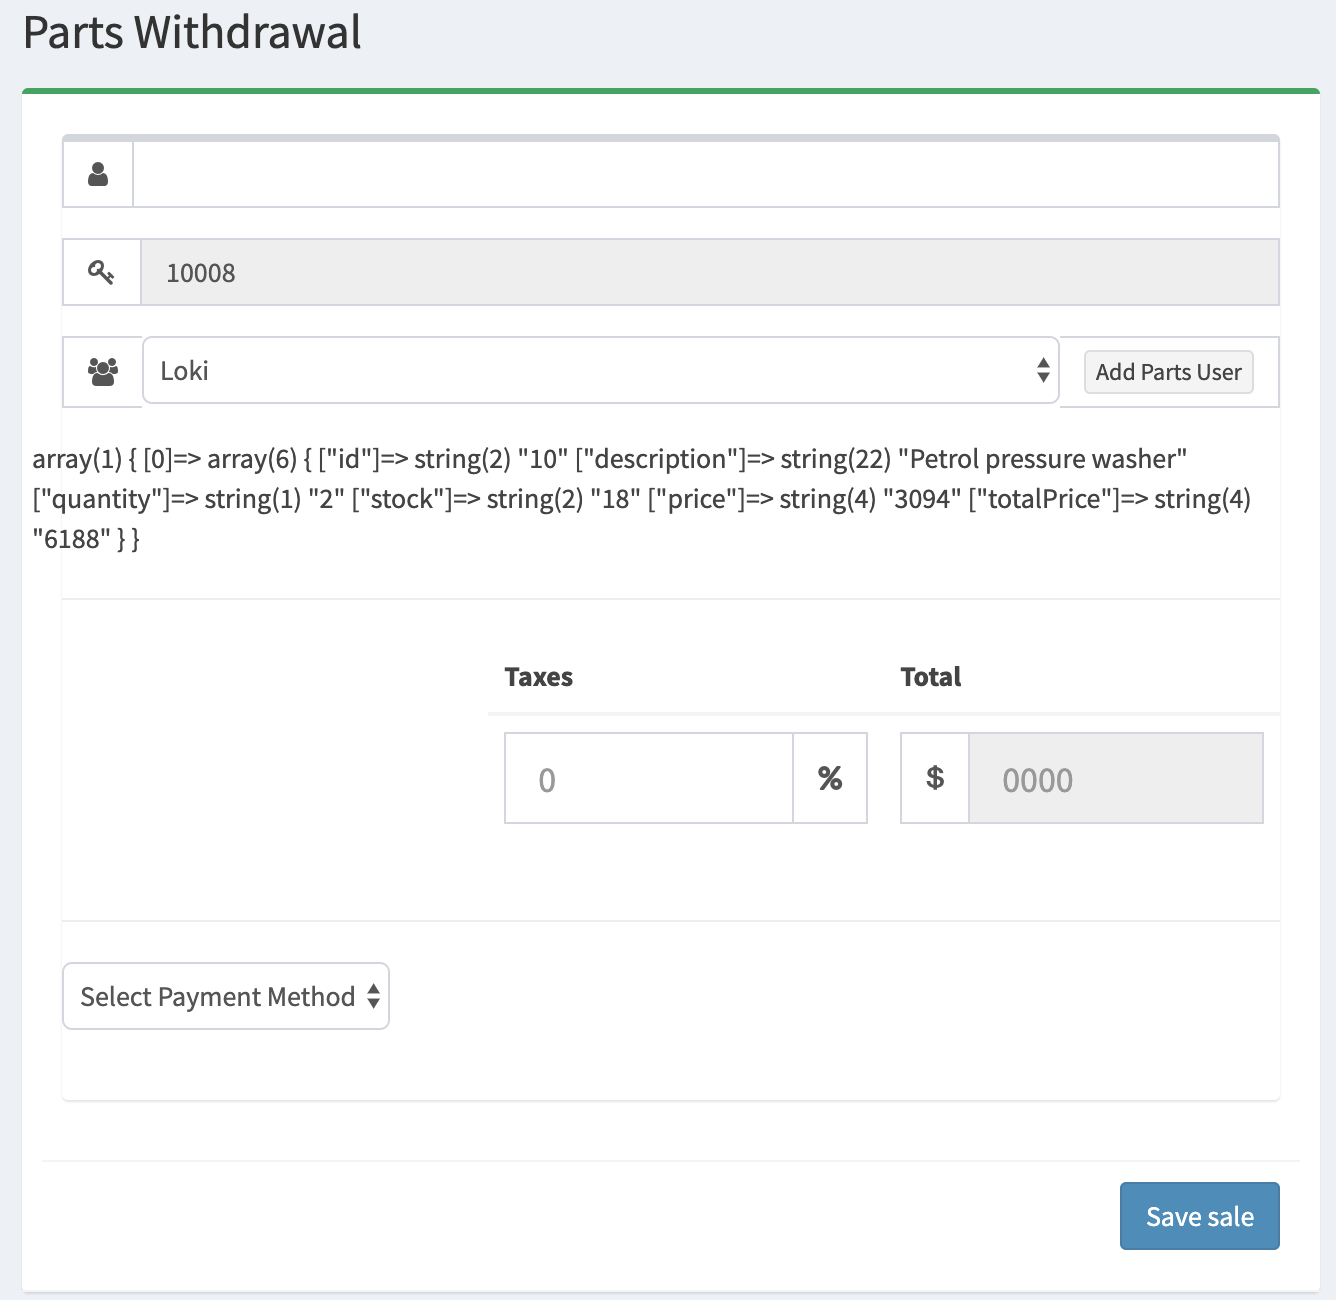 Parts Withdrawal
10008
Loki
Add Parts User
array(1) { [0]=> array(6) { ["id"]=> string(2) "10" ["description"]=> string(22) "Petrol pressure washer"
["quantity"]=> string(1) "2" ["stock"]=> string(2) "18" ["price"]=> string(4) "3094" ["totalPrice"]=> string(4)
"6188" } }
Taxes Total
0 % $ 0000
Select Payment Method
Save sale